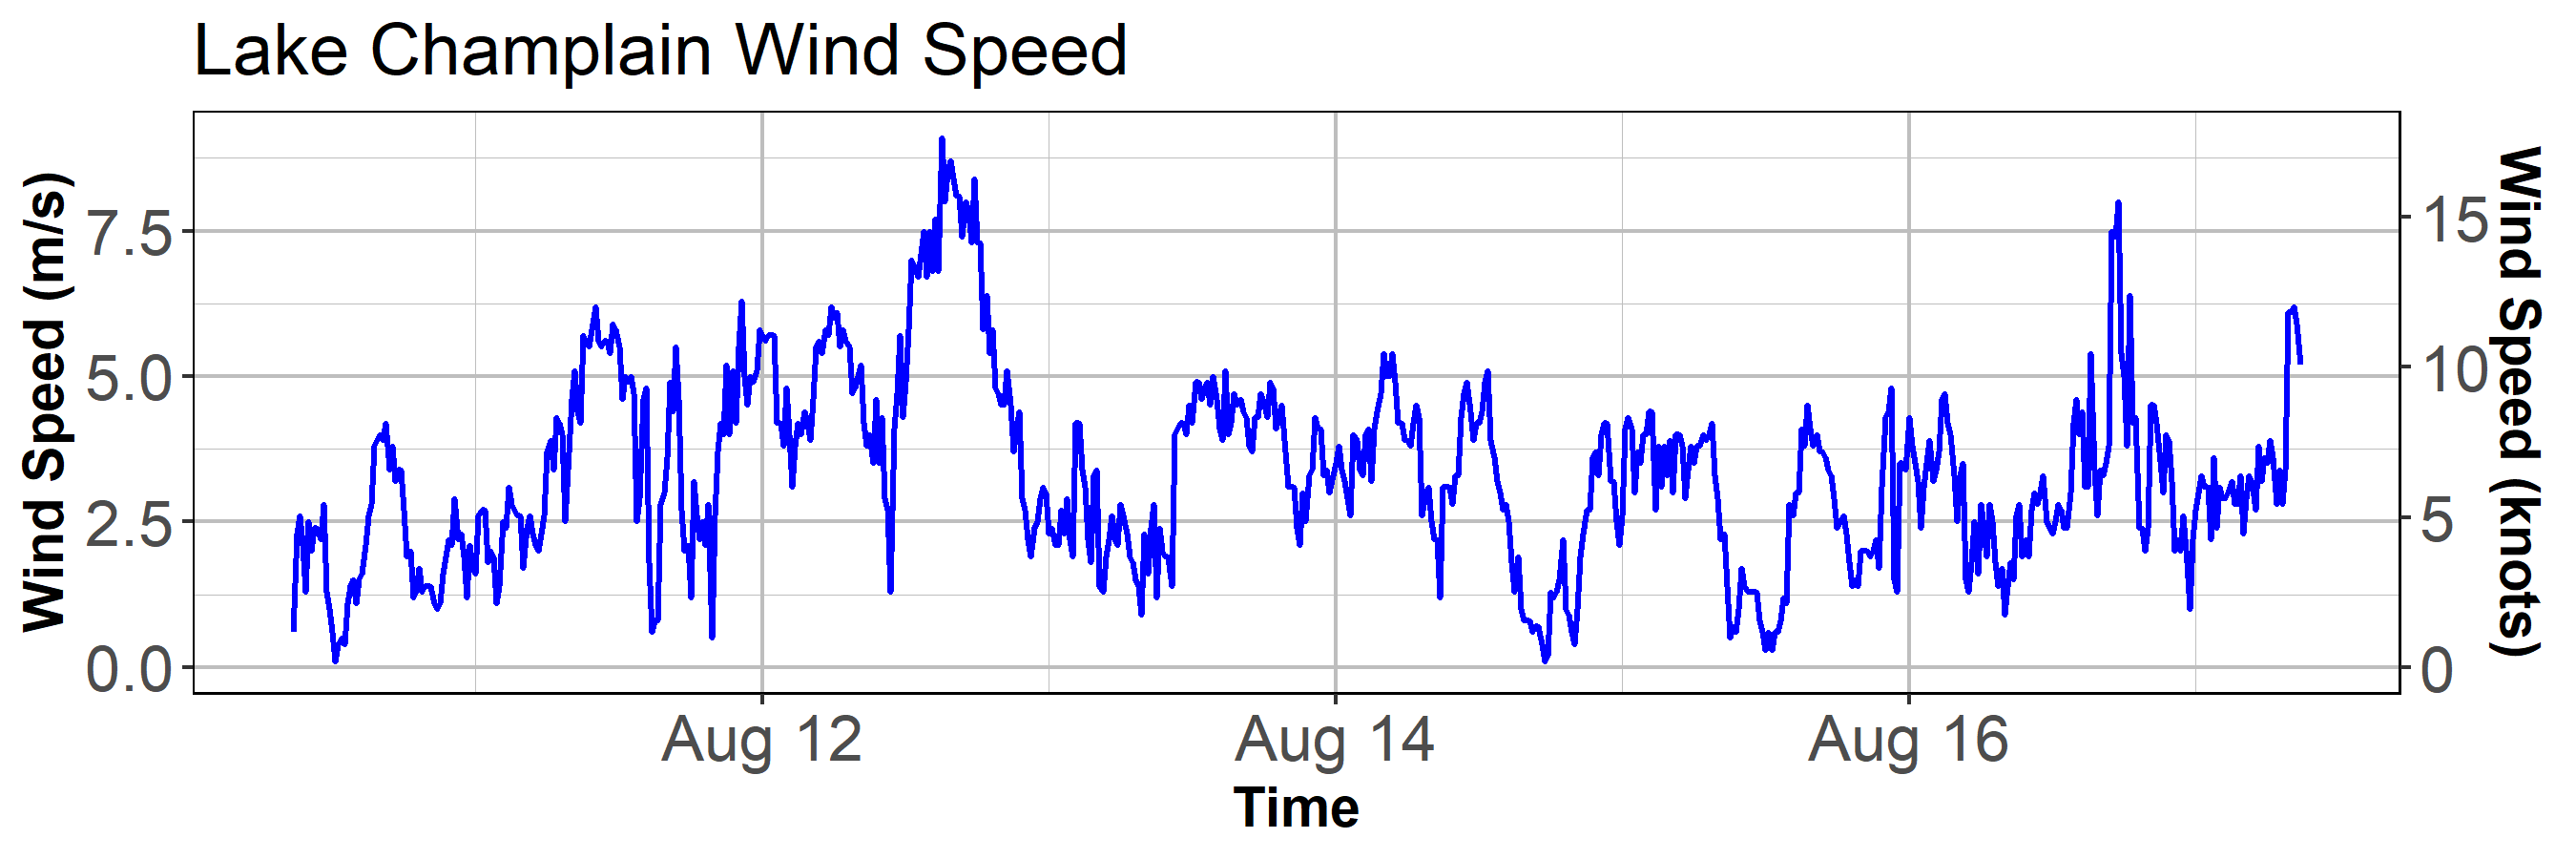 Lake Champlain Wind Speed
Wind Speed (m/s)
7.5
5.0
2.5
0.0
15
10
5
0
Wind Speed (knots)
Aug 12
Aug 14
Aug 16
Time